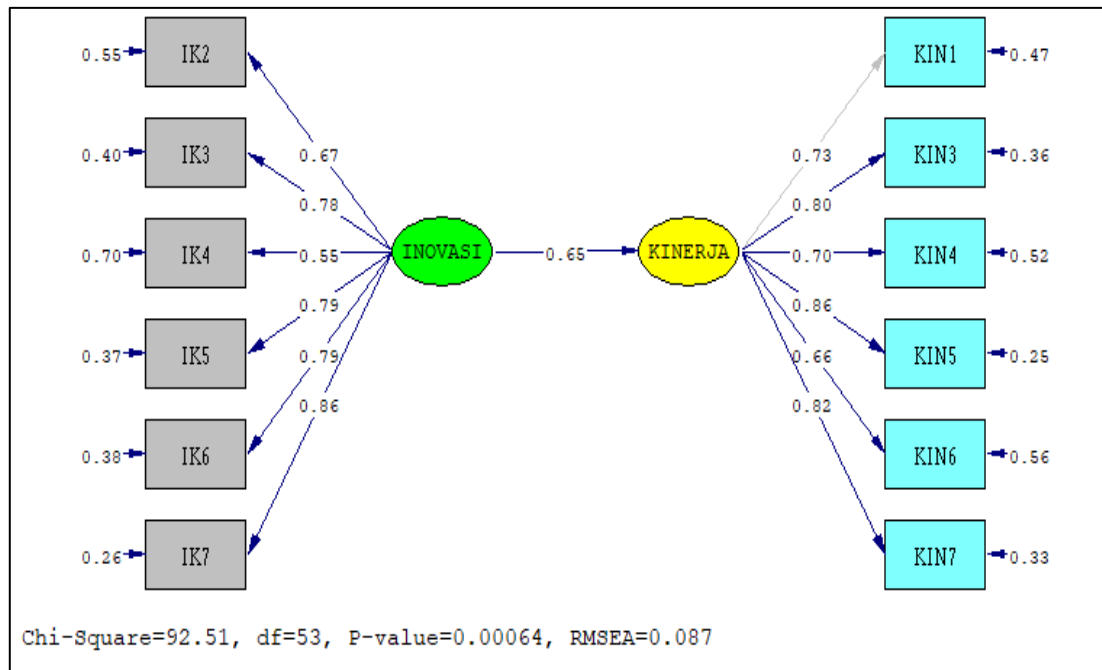 0.55 IK2 0.67 0.73 KIN1 0.47
0.40 IK3 0.78 0.80 KIN3 0.36
0.70 IK4 0.55 INOVASI 0.65 KINERJA 0.70 KIN4 0.52
0.37 IK5 0.79 0.86 KIN5 0.25
0.38 IK6 0.79 0.66 KIN6 0.56
0.26 IK7 0.86 0.82 KIN7 0.33
Chi-Square=92.51, df=53, P-value=0.00064, RMSEA=0.087